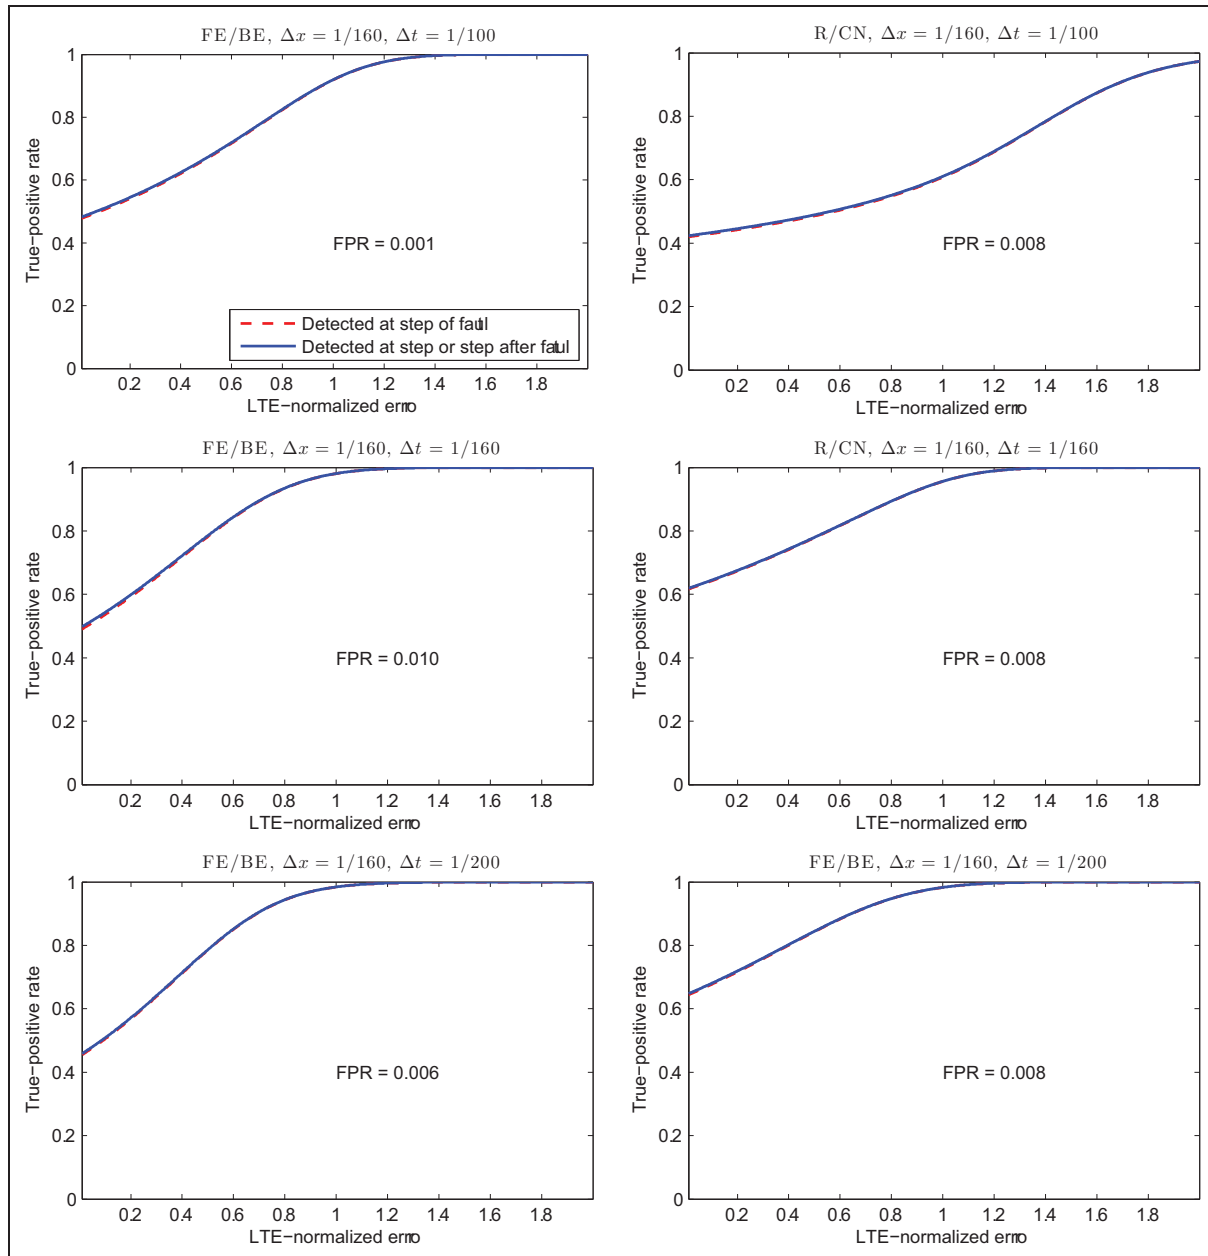 FE/BE, Δx = 1/160, Δt = 1/100
1
0.8
0.6
0.4
0.2
0
True−positive rate
FPR = 0.001
Detected at step of fault
Detected at step or step after fault
0.2 0.4 0.6 0.8 1 1.2 1.4 1.6 1.8
LTE−normalized error
R/CN, Δx = 1/160, Δt = 1/100
1
0.8
0.6
0.4
0.2
0
True−positive rate
FPR = 0.008
0.2 0.4 0.6 0.8 1 1.2 1.4 1.6 1.8
LTE−normalized error
FE/BE, Δx = 1/160, Δt = 1/160
1
0.8
0.6
0.4
0.2
0
True−positive rate
FPR = 0.010
0.2 0.4 0.6 0.8 1 1.2 1.4 1.6 1.8
LTE−normalized error
R/CN, Δx = 1/160, Δt = 1/160
1
0.8
0.6
0.4
0.2
0
True−positive rate
FPR = 0.008
0.2 0.4 0.6 0.8 1 1.2 1.4 1.6 1.8
LTE−normalized error
FE/BE, Δx = 1/160, Δt = 1/200
1
0.8
0.6
0.4
0.2
0
True−positive rate
FPR = 0.006
0.2 0.4 0.6 0.8 1 1.2 1.4 1.6 1.8
LTE−normalized error
FE/BE, Δx = 1/160, Δt = 1/200
1
0.8
0.6
0.4
0.2
0
True−positive rate
FPR = 0.008
0.2 0.4 0.6 0.8 1 1.2 1.4 1.6 1.8
LTE−normalized error